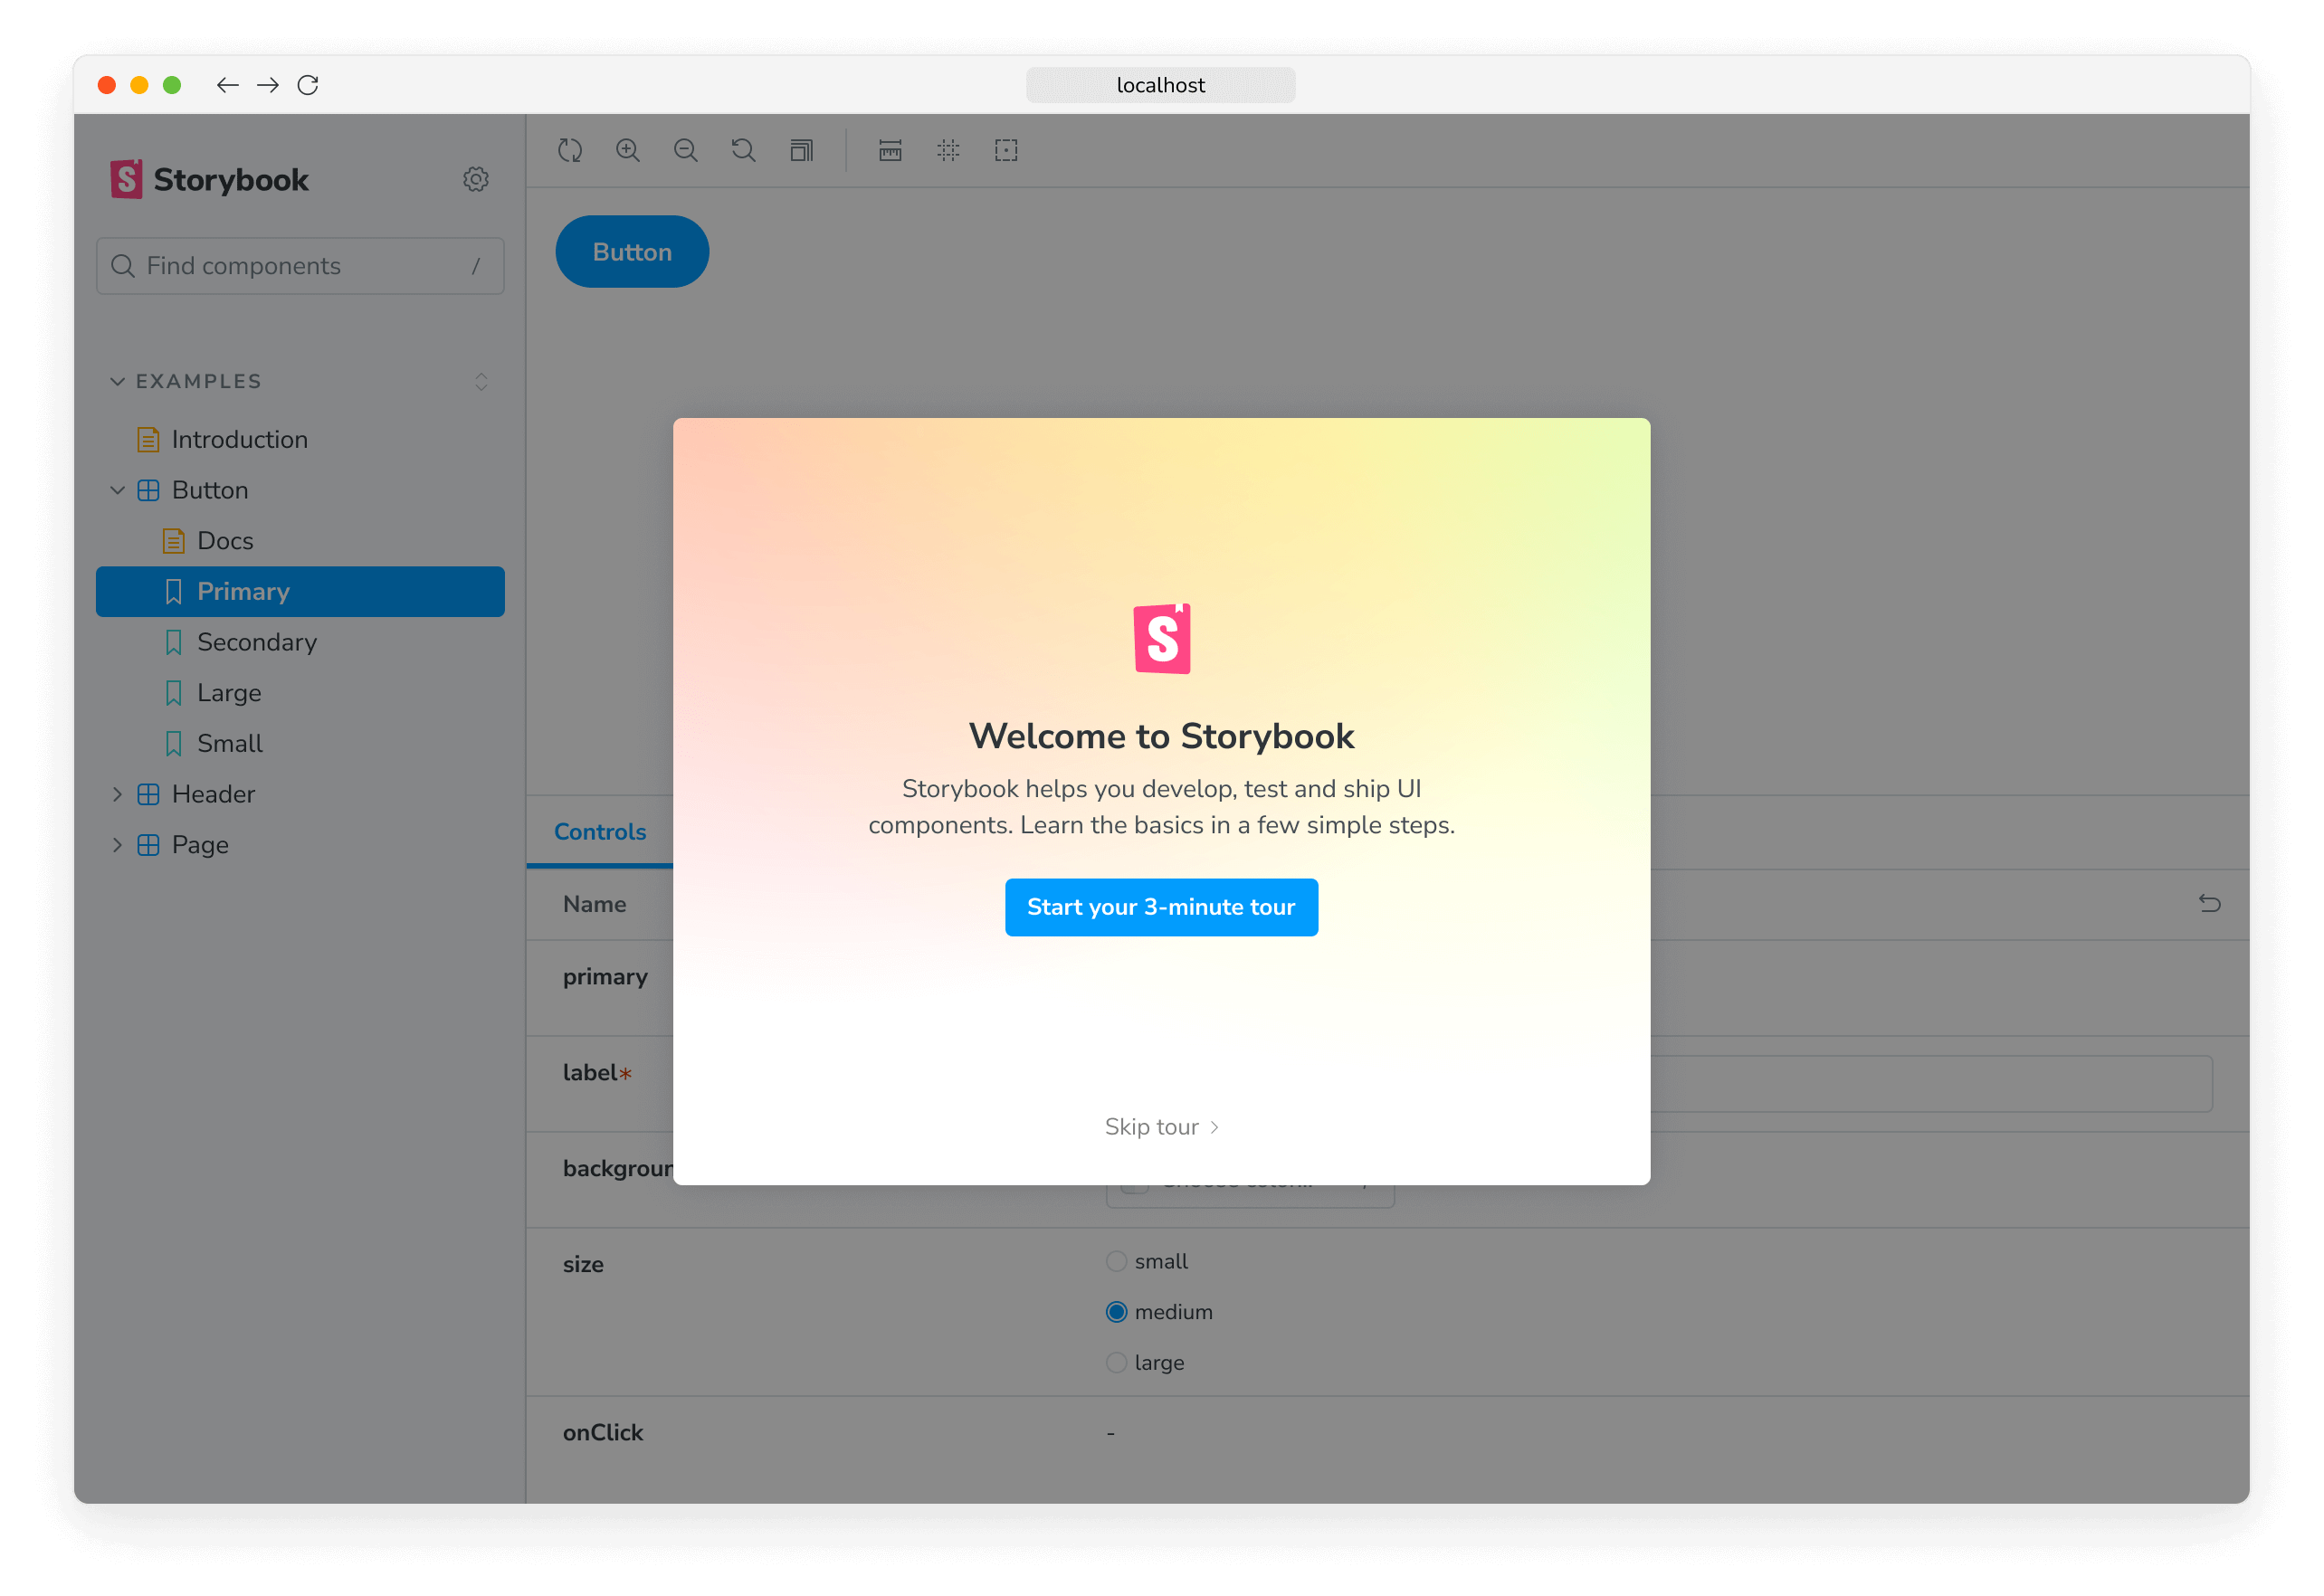 localhost
Storybook
Find components
/
EXAMPLES
Introduction
Button
Docs
Primary
Secondary
Large
Small
Header
Page
Button
Controls
Name
primary
label*
size
small
medium
large
onClick
-
Welcome to Storybook
Storybook helps you develop, test and ship UI
components. Learn the basics in a few simple steps.
Start your 3-minute tour
Skip tour